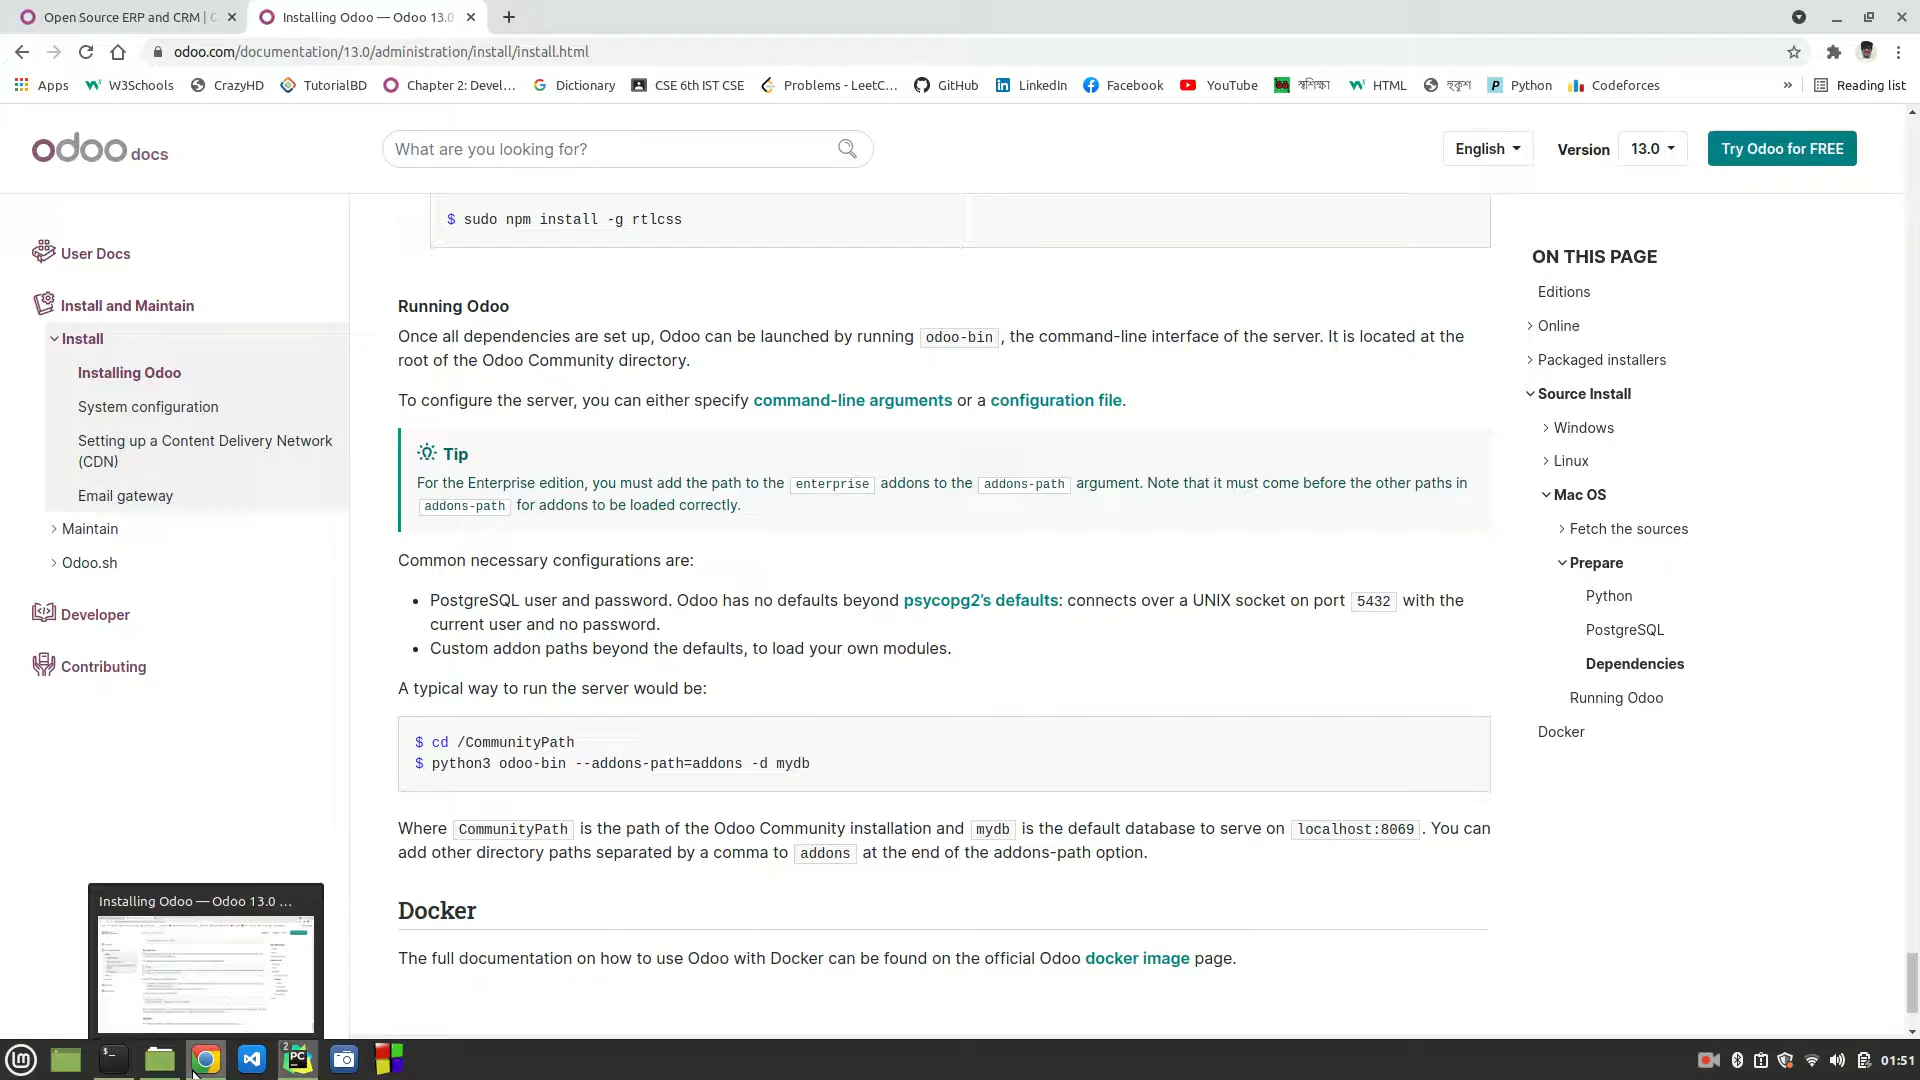 Open Source ERP and CRM |
Installing Odoo — Odoo 13.0
odoo.com/documentation/13.0/administration/install/install.html
Apps
W3Schools
CrazyHD
TutorialBD
Chapter 2: Devel...
Dictionary
CSE 6th IST CSE
Problems - LeetC...
GitHub
LinkedIn
Facebook
YouTube
স্বশিক্ষা
HTML
হুকুশ
Python
Codeforces
»
Reading list
odoo docs
What are you looking for?
English
Version
13.0
Try Odoo for FREE
User Docs
Install and Maintain
Install
Installing Odoo
System configuration
Setting up a Content Delivery Network
(CDN)
Email gateway
Maintain
Odoo.sh
Developer
Contributing
$ sudo npm install -g rtlcss
Running Odoo
Once all dependencies are set up, Odoo can be launched by running odoo-bin , the command-line interface of the server. It is located at the
root of the Odoo Community directory.
To configure the server, you can either specify command-line arguments or a configuration file.
Tip
For the Enterprise edition, you must add the path to the enterprise addons to the addons-path argument. Note that it must come before the other paths in
addons-path for addons to be loaded correctly.
Common necessary configurations are:
• PostgreSQL user and password. Odoo has no defaults beyond psycopg2’s defaults: connects over a UNIX socket on port 5432 with the
current user and no password.
• Custom addon paths beyond the defaults, to load your own modules.
A typical way to run the server would be:
$ cd /CommunityPath
$ python3 odoo-bin --addons-path=addons -d mydb
Where CommunityPath is the path of the Odoo Community installation and mydb is the default database to serve on localhost:8069 . You can
add other directory paths separated by a comma to addons at the end of the addons-path option.
Docker
The full documentation on how to use Odoo with Docker can be found on the official Odoo docker image page.
ON THIS PAGE
Editions
Online
Packaged installers
Source Install
Windows
Linux
Mac OS
Fetch the sources
Prepare
Python
PostgreSQL
Dependencies
Running Odoo
Docker
Installing Odoo — Odoo 13.0 ...
2
PC
01:51